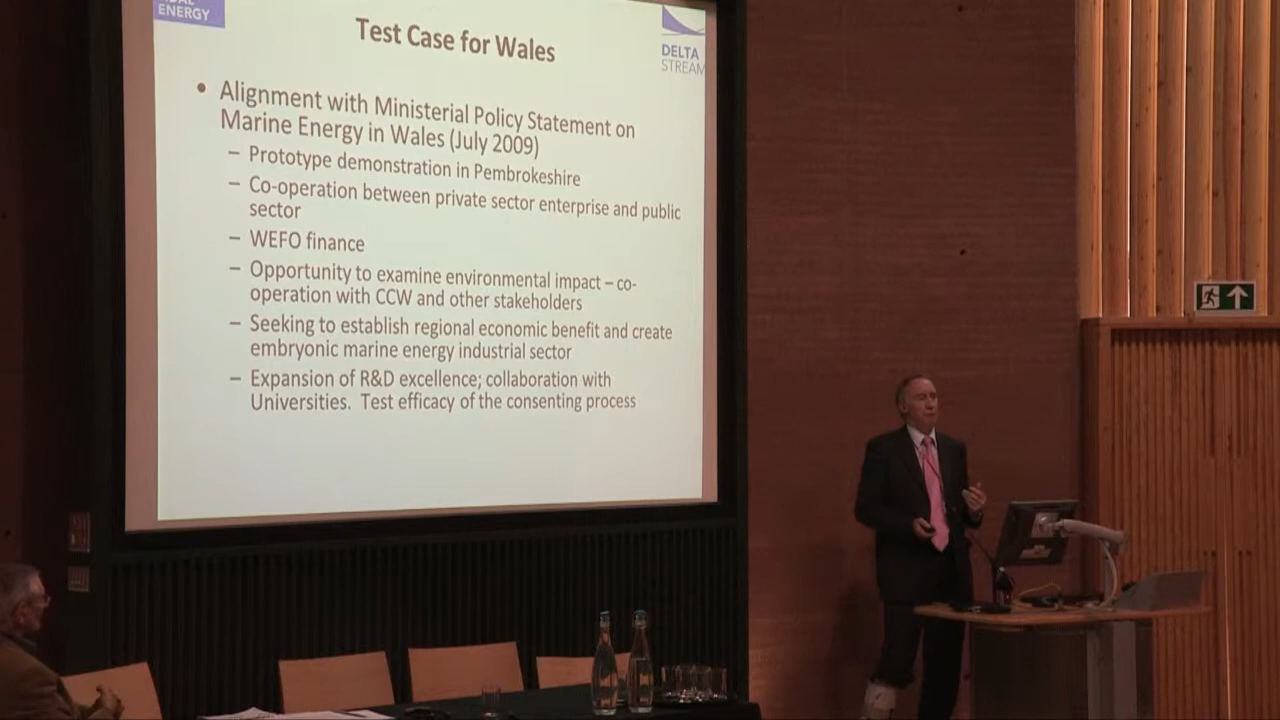 ENERGY
Test Case for Wales
DELTA
STREAM
• Alignment with Ministerial Policy Statement on
Marine Energy in Wales (July 2009)
– Prototype demonstration in Pembrokeshire
– Co-operation between private sector enterprise and public
sector
– WEFO finance
– Opportunity to examine environmental impact – co-
operation with CCW and other stakeholders
– Seeking to establish regional economic benefit and create
embryonic marine energy industrial sector
– Expansion of R&D excellence; collaboration with
Universities. Test efficacy of the consenting process